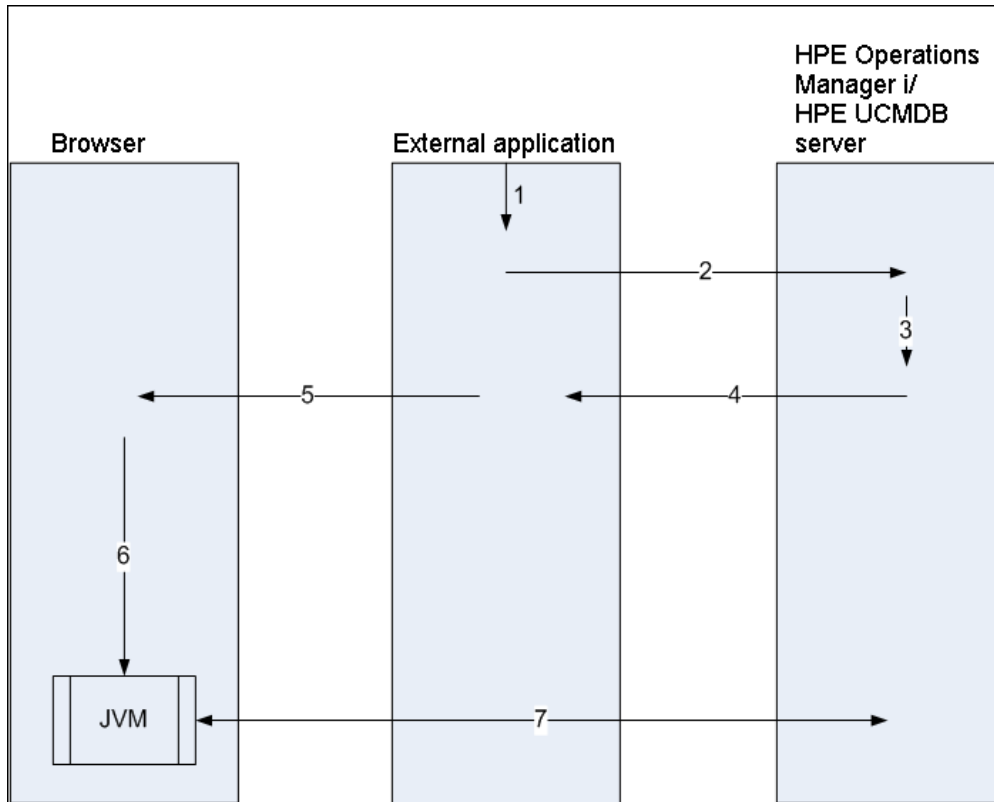 HPE Operations
Manager i/
HPE UCMDB
server
Browser
External application
1
2
3
4
5
6
JVM
7